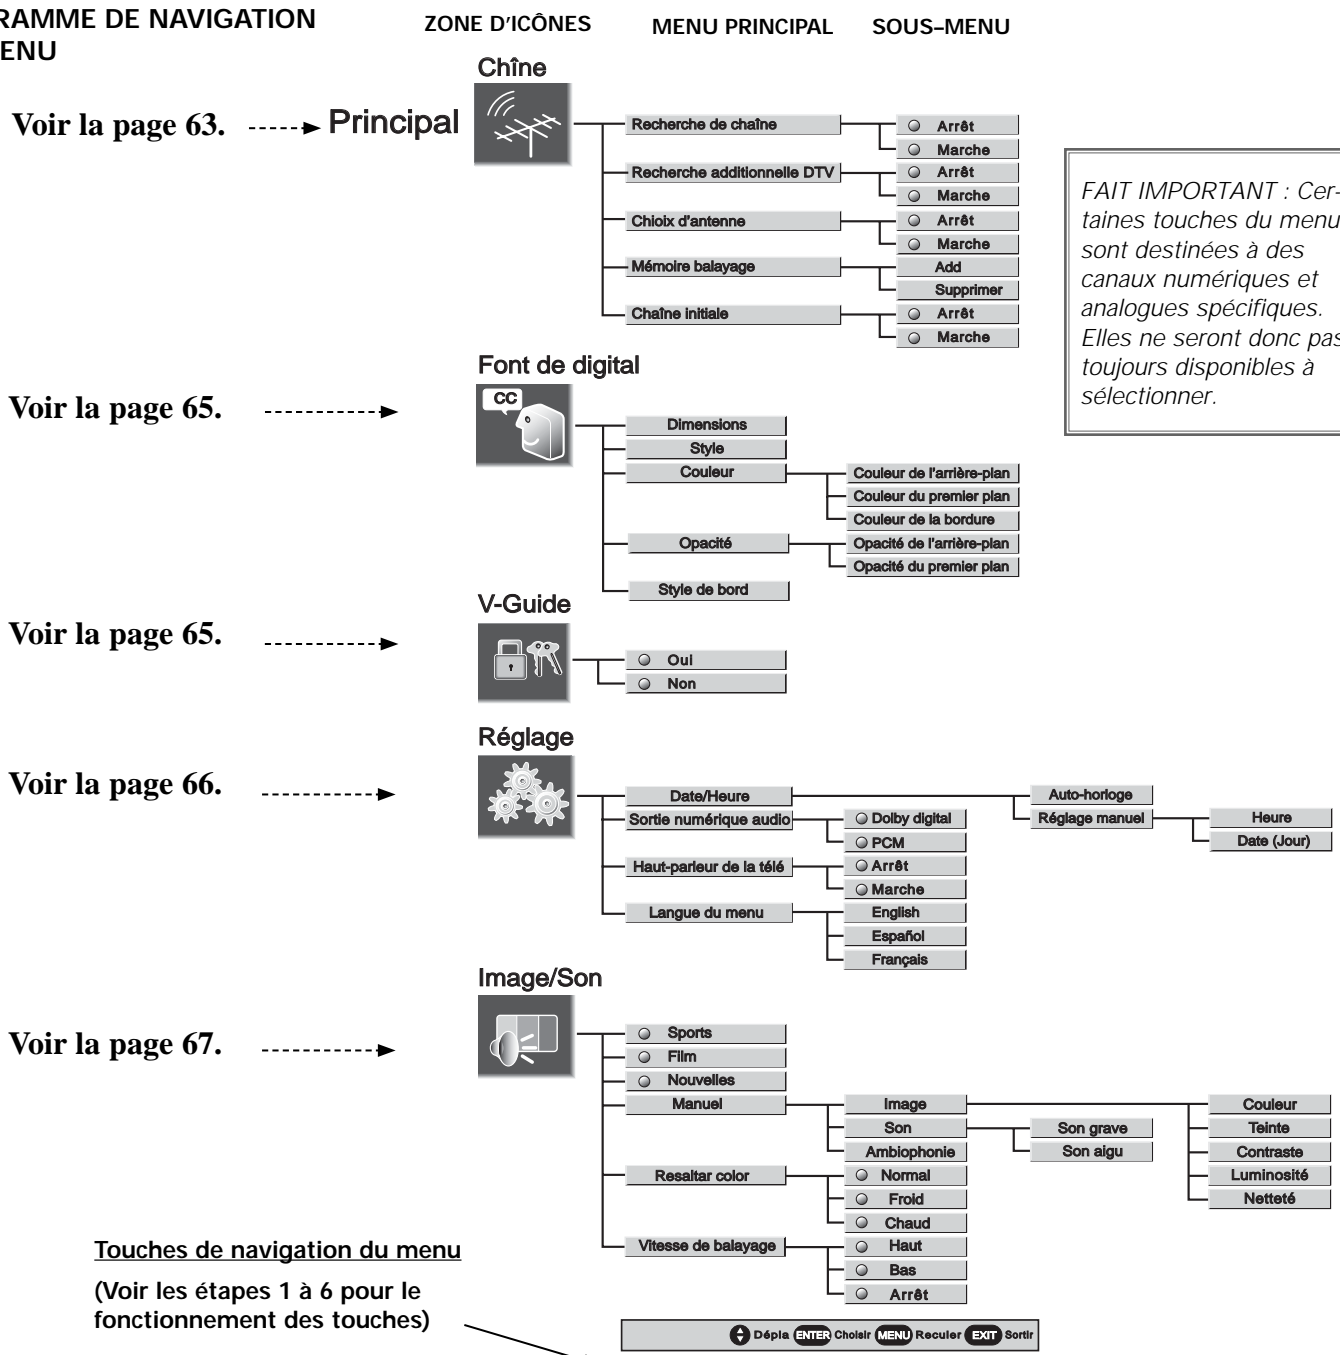 RAMME DE NAVIGATION
ENU
ZONE D'ICÔNES
MENU PRINCIPAL
SOUS–MENU
Chîne
Voir la page 63.
Principal
Recherche de chaîne
Arrêt
Marche
Recherche additionnelle DTV
Arrêt
Marche
Chioix d'antenne
Arrêt
Marche
Mémoire balayage
Add
Supprimer
Chaîne initiale
Arrêt
Marche
FAIT IMPORTANT : Cer-
taines touches du menu
sont destinées à des
canaux numériques et
analogues spécifiques.
Elles ne seront donc pas
toujours disponibles à
sélectionner.
Font de digital
Voir la page 65.
CC
Dimensions
Style
Couleur
Couleur de l'arrière-plan
Couleur du premier plan
Couleur de la bordure
Opacité
Opacité de l'arrière-plan
Opacité du premier plan
Style de bord
V-Guide
Voir la page 65.
Oui
Non
Réglage
Voir la page 66.
Date/Heure
Auto-horloge
Réglage manuel
Heure
Date (Jour)
Sortie numérique audio
Dolby digital
PCM
Haut-parleur de la télé
Arrêt
Marche
Langue du menu
English
Español
Français
Image/Son
Voir la page 67.
Sports
Film
Nouvelles
Manuel
Image
Couleur
Teinte
Contraste
Luminosité
Netteté
Son
Son grave
Son aigu
Ambiophonie
Resaltar color
Normal
Froid
Chaud
Vitesse de balayage
Haut
Bas
Arrêt
Touches de navigation du menu
(Voir les étapes 1 à 6 pour le
fonctionnement des touches)
Dépla ENTER Choisir MENU Reculer EXIT Sortir